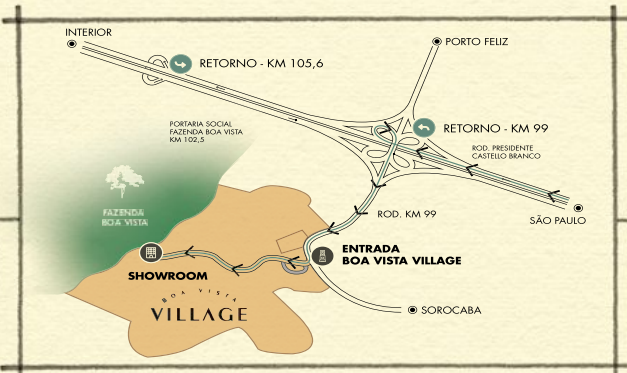 INTERIOR
PORTO FELIZ
RETORNO - KM 105,6
PORTARIA SOCIAL
FAZENDA BOA VISTA
KM 102,5
RETORNO - KM 99
ROD. PRESIDENTE
CASTELLO BRANCO
FAZENDA
BOA VISTA
ROD. KM 99
SÃO PAULO
ENTRADA
BOA VISTA VILLAGE
SHOWROOM
BOA VISTA
VILLAGE
SOROCABA